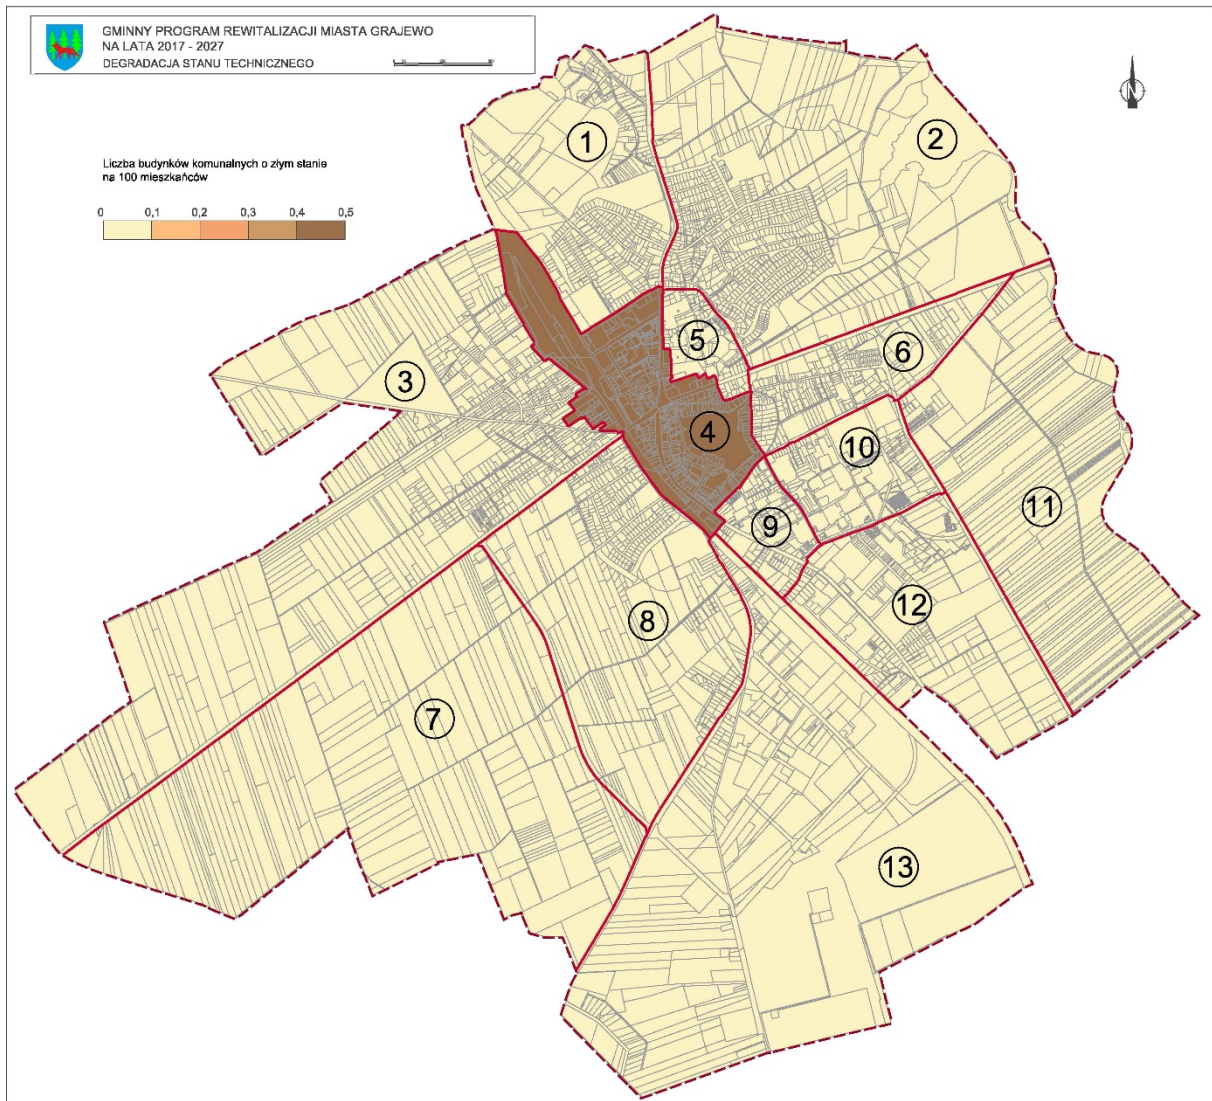 GMINNY PROGRAM REWITALIZACJI MIASTA GRAJEWO
NA LATA 2017 - 2027
DEGRADACJA STANU TECHNICZNEGO
N
Liczba budynków komunalnych o złym stanie
na 100 mieszkańców
0 0,1 0,2 0,3 0,4 0,5
1
2
3
4
5
6
7
8
9
10
11
12
13